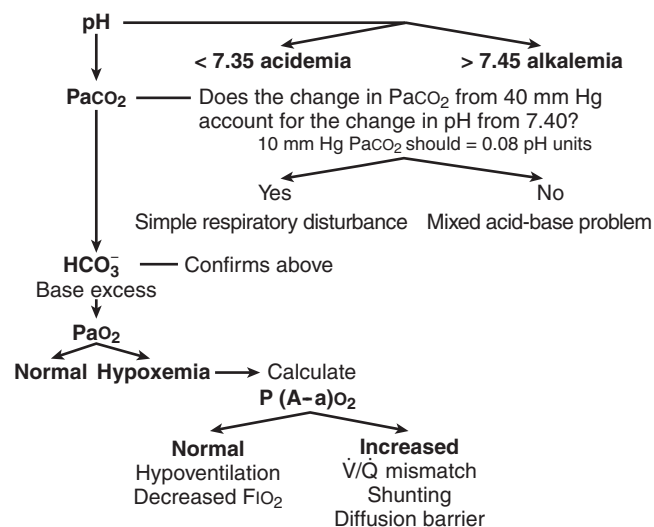 pH
< 7.35 acidemia > 7.45 alkalemia
PaCO₂ Does the change in PaCO₂ from 40 mm Hg
account for the change in pH from 7.40?
10 mm Hg PaCO₂ should = 0.08 pH units
Yes No
Simple respiratory disturbance Mixed acid-base problem
HCO₃⁻ Confirms above
Base excess
PaO₂
Normal Hypoxemia Calculate
P (A–a)O₂
Normal Increased
Hypoventilation V̇/Q̇ mismatch
Decreased FIO₂ Shunting
Diffusion barrier